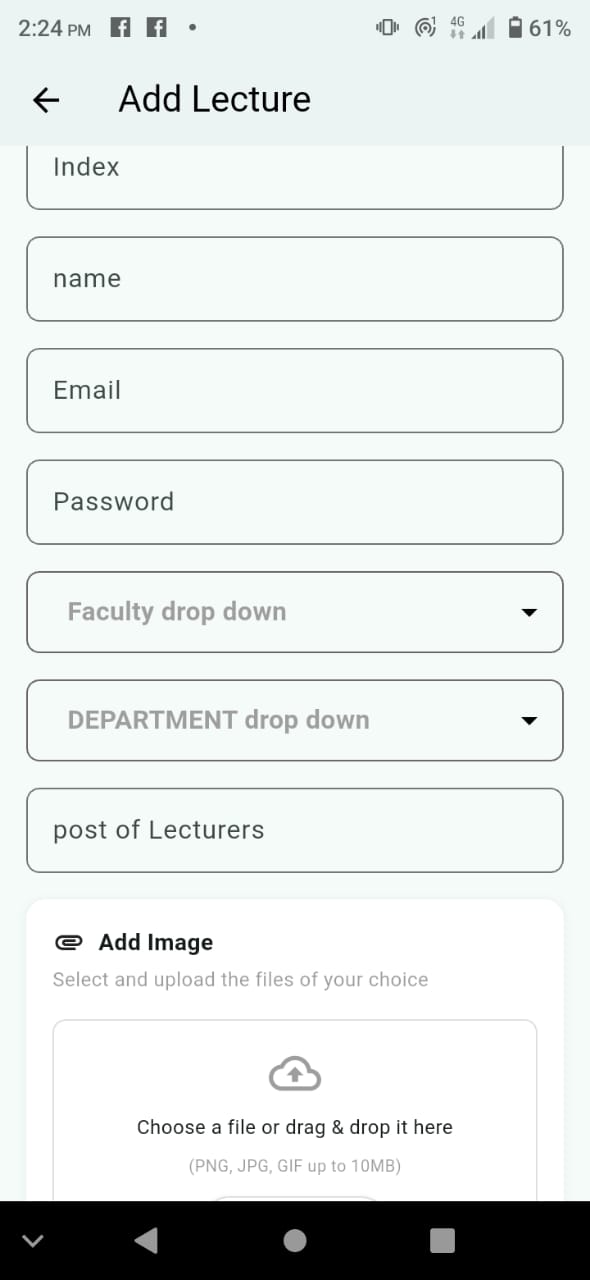 2:24 PM
4G
61%
Add Lecture
Index
name
Email
Password
Faculty drop down
DEPARTMENT drop down
post of Lecturers
Add Image
Select and upload the files of your choice
Choose a file or drag & drop it here
(PNG, JPG, GIF up to 10MB)